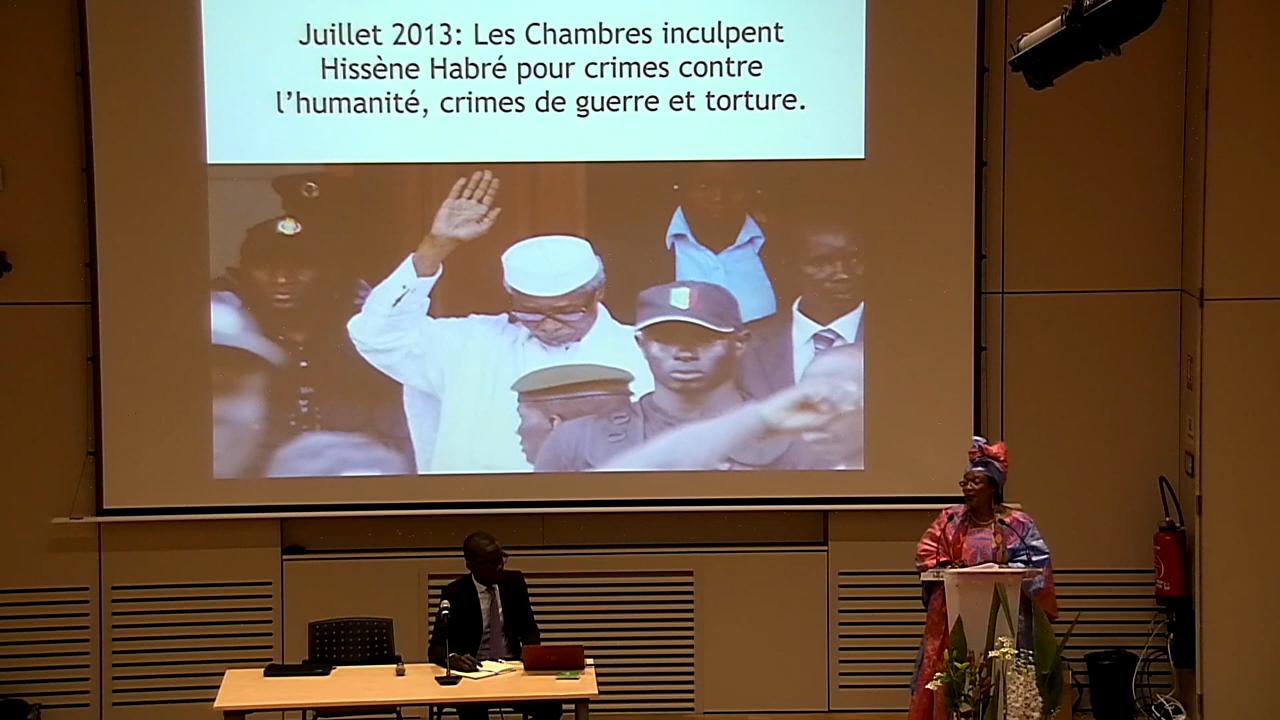 Juillet 2013: Les Chambres inculpent
Hissène Habré pour crimes contre
l'humanité, crimes de guerre et torture.